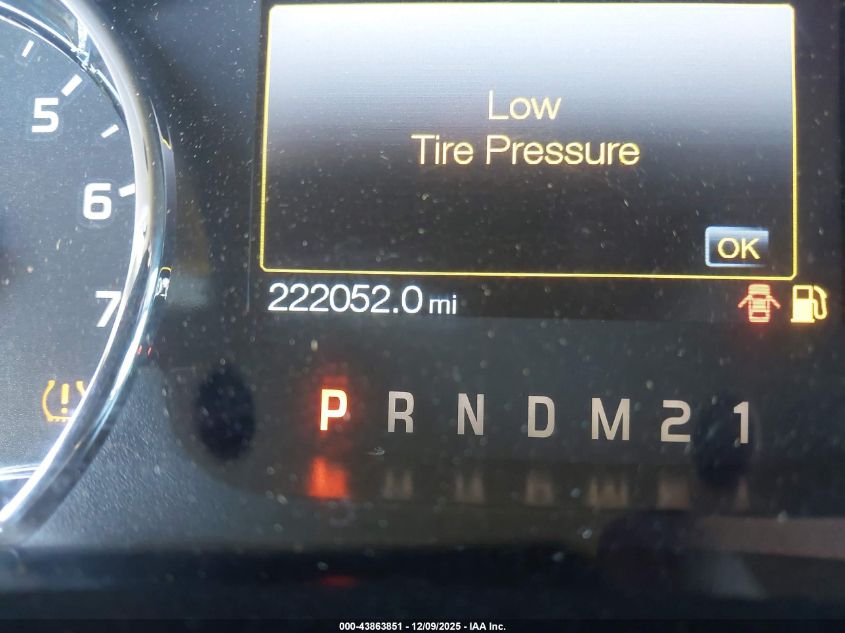 5
6
7
Low
Tire Pressure
OK
222052.0 mi
P R N D M 2 1
000-43863851 - 12/09/2025 - IAA Inc.